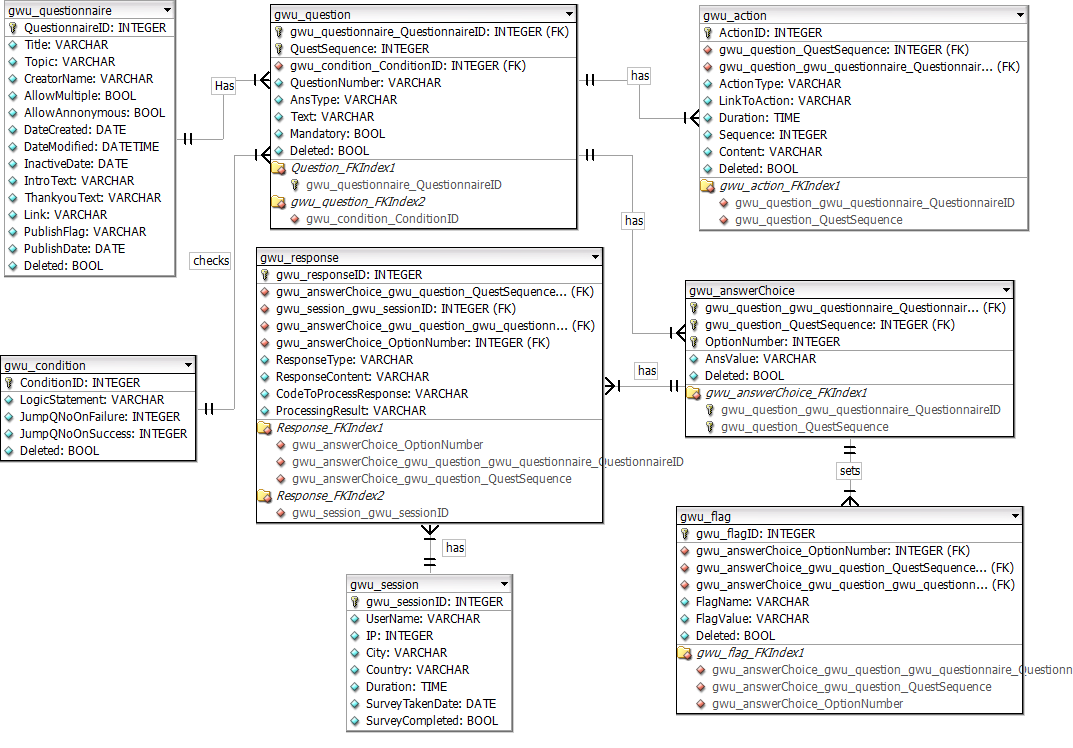 gwu_questionnaire
QuestionnaireID: INTEGER
Title: VARCHAR
Topic: VARCHAR
CreatorName: VARCHAR
AllowMultiple: BOOL
AllowAnnonymous: BOOL
DateCreated: DATE
DateModified: DATETIME
InactiveDate: DATE
IntroText: VARCHAR
ThankyouText: VARCHAR
Link: VARCHAR
PublishFlag: VARCHAR
PublishDate: DATE
Deleted: BOOL
Has
checks
gwu_question
gwu_questionnaire_QuestionnaireID: INTEGER (FK)
QuestSequence: INTEGER
gwu_condition_ConditionID: INTEGER (FK)
QuestionNumber: VARCHAR
AnsType: VARCHAR
Text: VARCHAR
Mandatory: BOOL
Deleted: BOOL
Question_FKIndex1
gwu_questionnaire_QuestionnaireID
gwu_question_FKIndex2
gwu_condition_ConditionID
has
has
gwu_action
ActionID: INTEGER
gwu_question_QuestSequence: INTEGER (FK)
gwu_question_gwu_questionnaire_Questionnair... (FK)
ActionType: VARCHAR
LinkToAction: VARCHAR
Duration: TIME
Sequence: INTEGER
Content: VARCHAR
Deleted: BOOL
gwu_action_FKIndex1
gwu_question_gwu_questionnaire_QuestionnaireID
gwu_question_QuestSequence
gwu_response
gwu_responseID: INTEGER
gwu_answerChoice_gwu_question_QuestSequence... (FK)
gwu_session_gwu_sessionID: INTEGER (FK)
gwu_answerChoice_gwu_question_gwu_questionn... (FK)
gwu_answerChoice_OptionNumber: INTEGER (FK)
ResponseType: VARCHAR
ResponseContent: VARCHAR
CodeToProcessResponse: VARCHAR
ProcessingResult: VARCHAR
Response_FKIndex1
gwu_answerChoice_OptionNumber
gwu_answerChoice_gwu_question_gwu_questionnaire_QuestionnaireID
gwu_answerChoice_gwu_question_QuestSequence
Response_FKIndex2
gwu_session_gwu_sessionID
has
gwu_answerChoice
gwu_question_gwu_questionnaire_Questionnair... (FK)
gwu_question_QuestSequence: INTEGER (FK)
OptionNumber: INTEGER
AnsValue: VARCHAR
Deleted: BOOL
gwu_answerChoice_FKIndex1
gwu_question_gwu_questionnaire_QuestionnaireID
gwu_question_QuestSequence
gwu_condition
ConditionID: INTEGER
LogicStatement: VARCHAR
JumpQNoOnFailure: INTEGER
JumpQNoOnSuccess: INTEGER
Deleted: BOOL
sets
has
gwu_flag
gwu_flagID: INTEGER
gwu_answerChoice_OptionNumber: INTEGER (FK)
gwu_answerChoice_gwu_question_QuestSequence... (FK)
gwu_answerChoice_gwu_question_gwu_questionn... (FK)
FlagName: VARCHAR
FlagValue: VARCHAR
Deleted: BOOL
gwu_flag_FKIndex1
gwu_answerChoice_gwu_question_gwu_questionnaire_Questionn
gwu_answerChoice_gwu_question_QuestSequence
gwu_answerChoice_OptionNumber
gwu_session
gwu_sessionID: INTEGER
UserName: VARCHAR
IP: INTEGER
City: VARCHAR
Country: VARCHAR
Duration: TIME
SurveyTakenDate: DATE
SurveyCompleted: BOOL